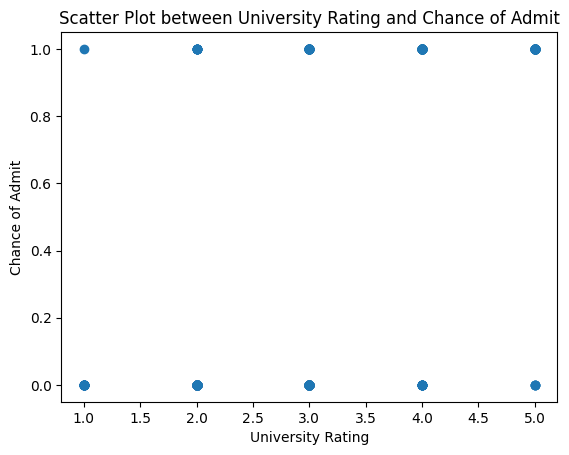 Scatter Plot between University Rating and Chance of Admit
1.0
0.8
0.6
0.4
0.2
0.0
Chance of Admit
1.0 1.5 2.0 2.5 3.0 3.5 4.0 4.5 5.0
University Rating